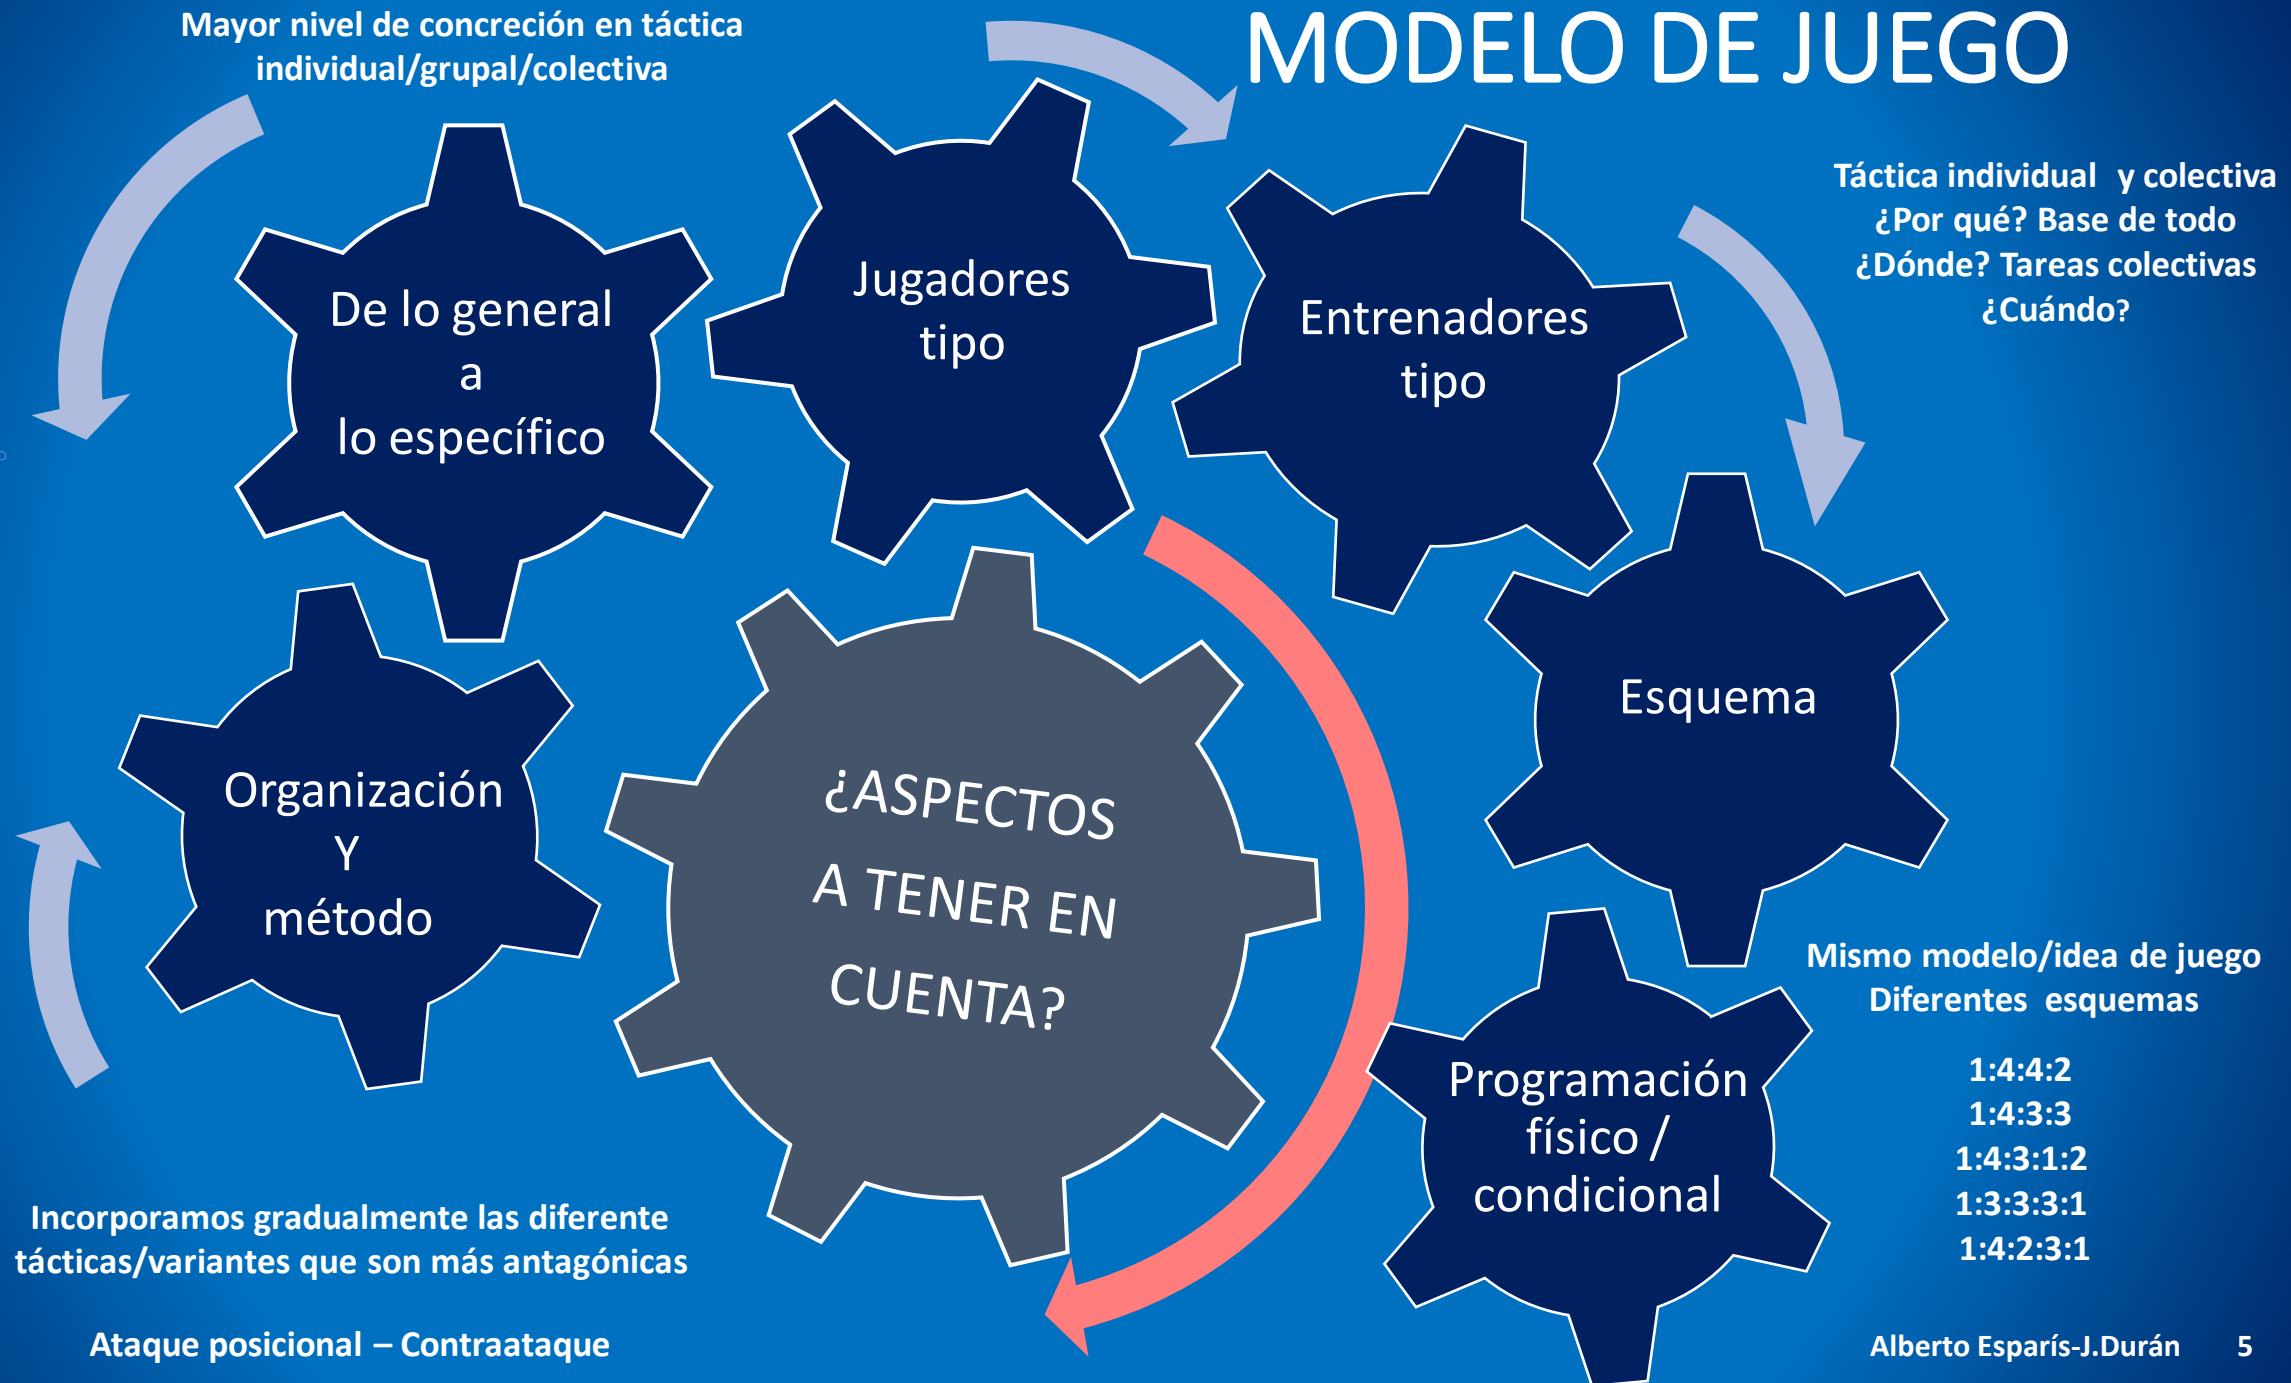 MODELO DE JUEGO
Mayor nivel de concreción en táctica
individual/grupal/colectiva
De lo general
a
lo específico
Jugadores
tipo
Entrenadores
tipo
Táctica individual y colectiva
¿Por qué? Base de todo
¿Dónde? Tareas colectivas
¿Cuándo?
Esquema
Organización
Y
método
¿ASPECTOS
A TENER EN
CUENTA?
Programación
físico /
condicional
Mismo modelo/idea de juego
Diferentes esquemas
1:4:4:2
1:4:3:3
1:4:3:1:2
1:3:3:3:1
1:4:2:3:1
Incorporamos gradualmente las diferente
tácticas/variantes que son más antagónicas
Ataque posicional – Contraataque
Alberto Esparís-J.Durán 5